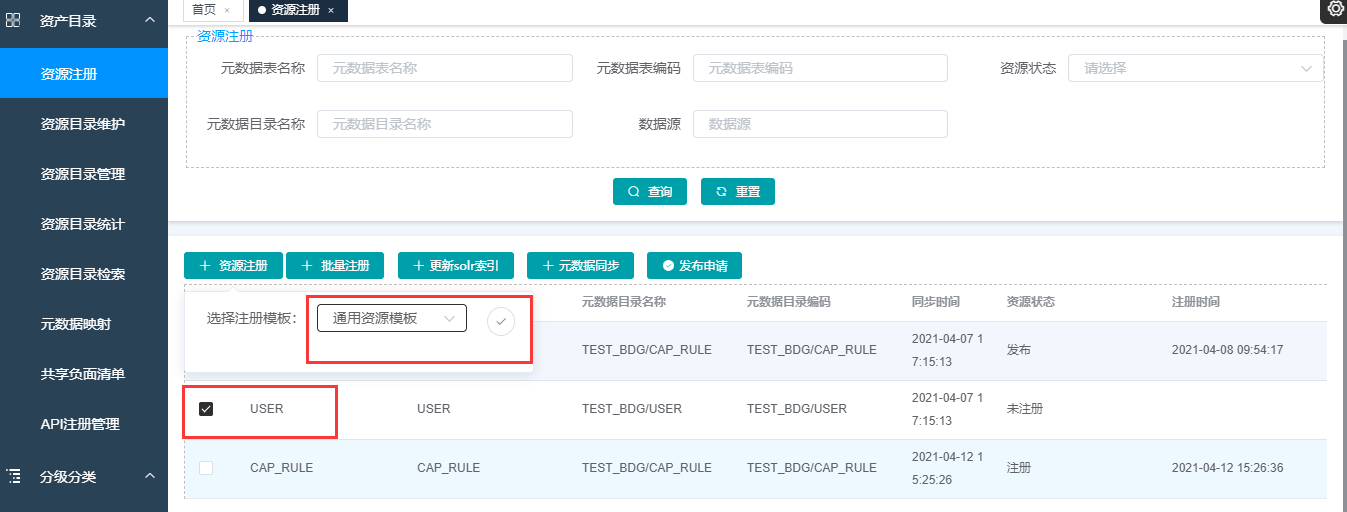 资产目录
首页 ×
资源注册 ×
资源注册
资源目录维护
资源目录管理
资源目录统计
资源目录检索
元数据映射
共享负面清单
API注册管理
分级分类
资源注册
元数据表名称 元数据表名称 元数据表编码 元数据表编码 资源状态 请选择
元数据目录名称 元数据目录名称 数据源 数据源
查询 重置
资源注册 批量注册 更新solr索引 元数据同步 发布申请
元数据目录名称 元数据目录编码 同步时间 资源状态 注册时间
选择注册模板: 通用资源模板
TEST_BDG/CAP_RULE TEST_BDG/CAP_RULE 2021-04-07 1
7:15:13 发布 2021-04-08 09:54:17
USER USER TEST_BDG/USER TEST_BDG/USER 2021-04-07 1
7:15:13 未注册
CAP_RULE CAP_RULE TEST_BDG/CAP_RULE TEST_BDG/CAP_RULE 2021-04-12 1
5:25:26 注册 2021-04-12 15:26:36